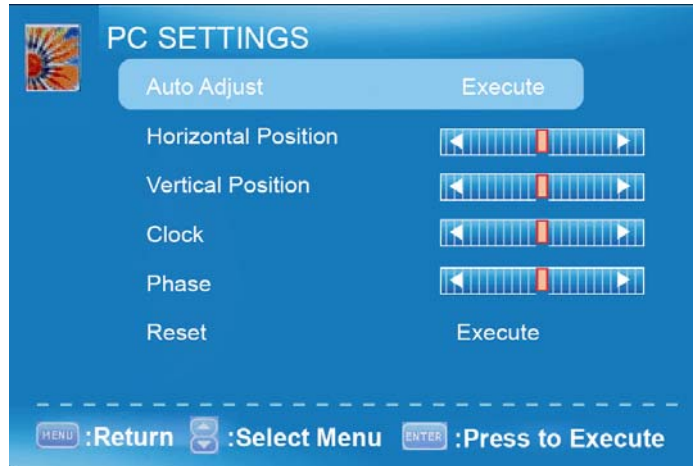 PC SETTINGS
Auto Adjust Execute
Horizontal Position
Vertical Position
Clock
Phase
Reset Execute
MENU :Return :Select Menu ENTER :Press to Execute